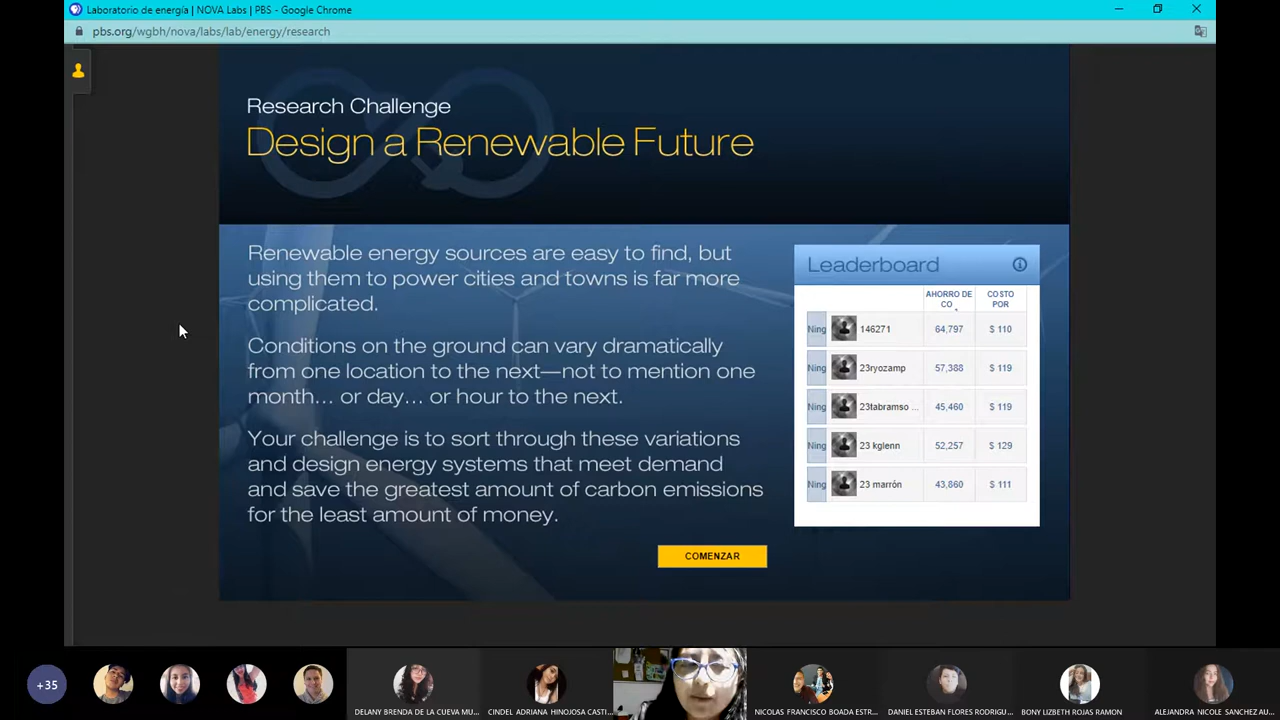 Laboratorio de energía | NOVA Labs | PBS - Google Chrome
pbs.org/wgbh/nova/labs/lab/energy/research
Research Challenge
Design a Renewable Future
Renewable energy sources are easy to find, but
using them to power cities and towns is far more
complicated.
Conditions on the ground can vary dramatically
from one location to the next—not to mention one
month… or day… or hour to the next.
Your challenge is to sort through these variations
and design energy systems that meet demand
and save the greatest amount of carbon emissions
for the least amount of money.
COMENZAR
Leaderboard
AHORRO DE CO
COSTO POR
Ning 146271 64,797 $ 110
Ning 23ryozamp 57,388 $ 119
Ning 23tabramso ... 45,460 $ 119
Ning 23 kglenn 52,257 $ 129
Ning 23 marrón 43,860 $ 111
+35
DELANY BRENDA DE LA CUEVA MU...
CINDEL ADRIANA HINOJOSA CASTI...
NICOLAS FRANCISCO BOADA ESTR...
DANIEL ESTEBAN FLORES RODRIGU...
BONY LIZBETH ROJAS RAMON
ALEJANDRA NICOLE SANCHEZ AU...